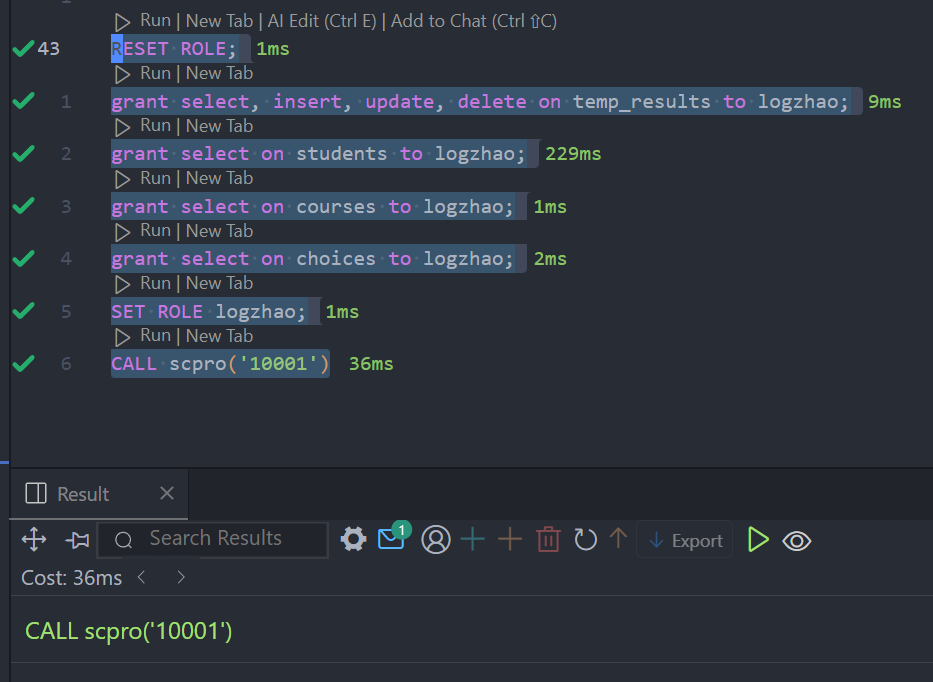 Run | New Tab | AI Edit (Ctrl E) | Add to Chat (Ctrl ⇧C)
43 RESET ROLE; 1ms
Run | New Tab
1 grant select, insert, update, delete on temp_results to logzhao; 9ms
Run | New Tab
2 grant select on students to logzhao; 229ms
Run | New Tab
3 grant select on courses to logzhao; 1ms
Run | New Tab
4 grant select on choices to logzhao; 2ms
Run | New Tab
5 SET ROLE logzhao; 1ms
Run | New Tab
6 CALL scpro('10001') 36ms
Result
Search Results 1 Export
Cost: 36ms
CALL scpro('10001')